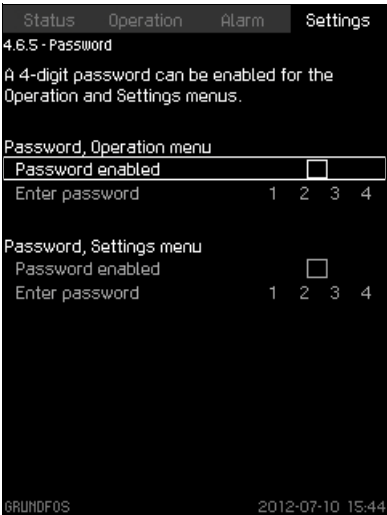 Status Operation Alarm Settings
4.6.5 - Password
A 4-digit password can be enabled for the
Operation and Settings menus.
Password, Operation menu
Password enabled
Enter password 1 2 3 4
Password, Settings menu
Password enabled
Enter password 1 2 3 4
GRUNDFOS 2012-07-10 15:44